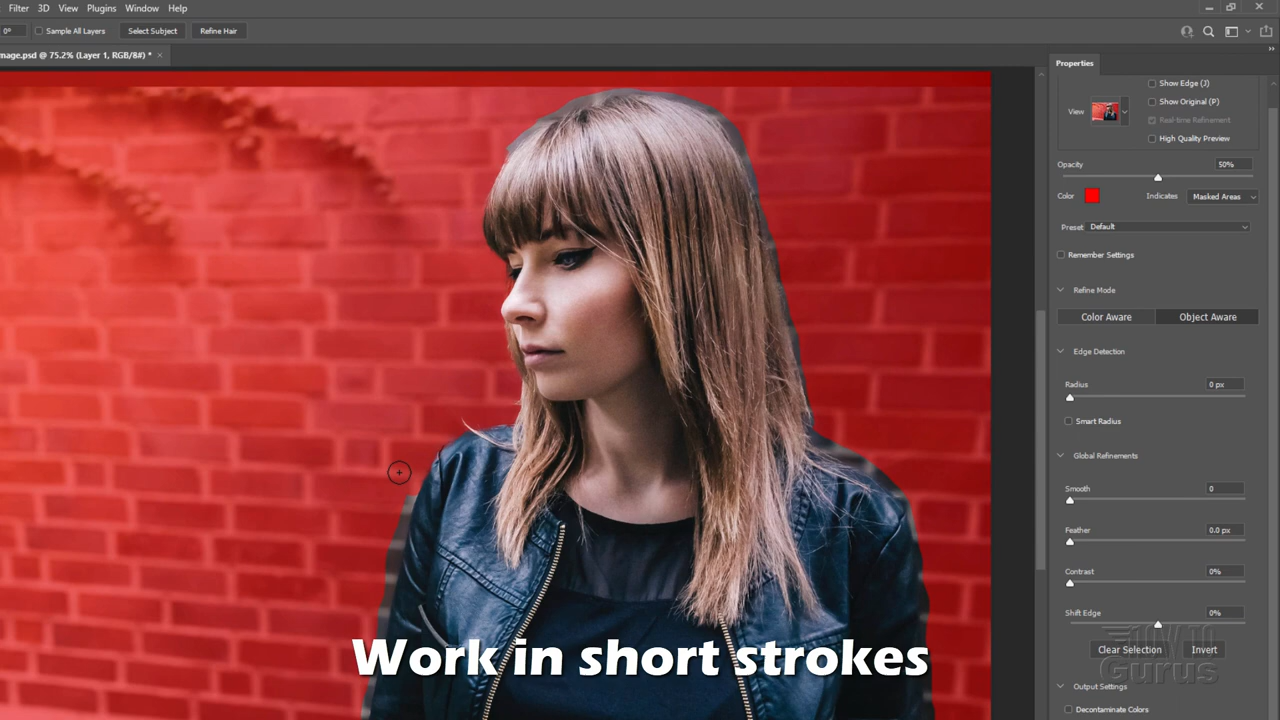 Filter 3D View Plugins Window Help
0° Sample All Layers Select Subject Refine Hair
mage.psd @ 75.2% (Layer 1, RGB/8#) * ×
Properties
Show Edge (J)
Show Original (P)
View
Real-time Refinement
High Quality Preview
Opacity 50%
Color Indicates Masked Areas
Preset Default
Remember Settings
Refine Mode
Color Aware Object Aware
Edge Detection
Radius 0 px
Smart Radius
Global Refinements
Smooth 0
Feather 0.0 px
Contrast 0%
Shift Edge 0%
Clear Selection Invert
Gurus
Output Settings
Decontaminate Colors
Work in short strokes